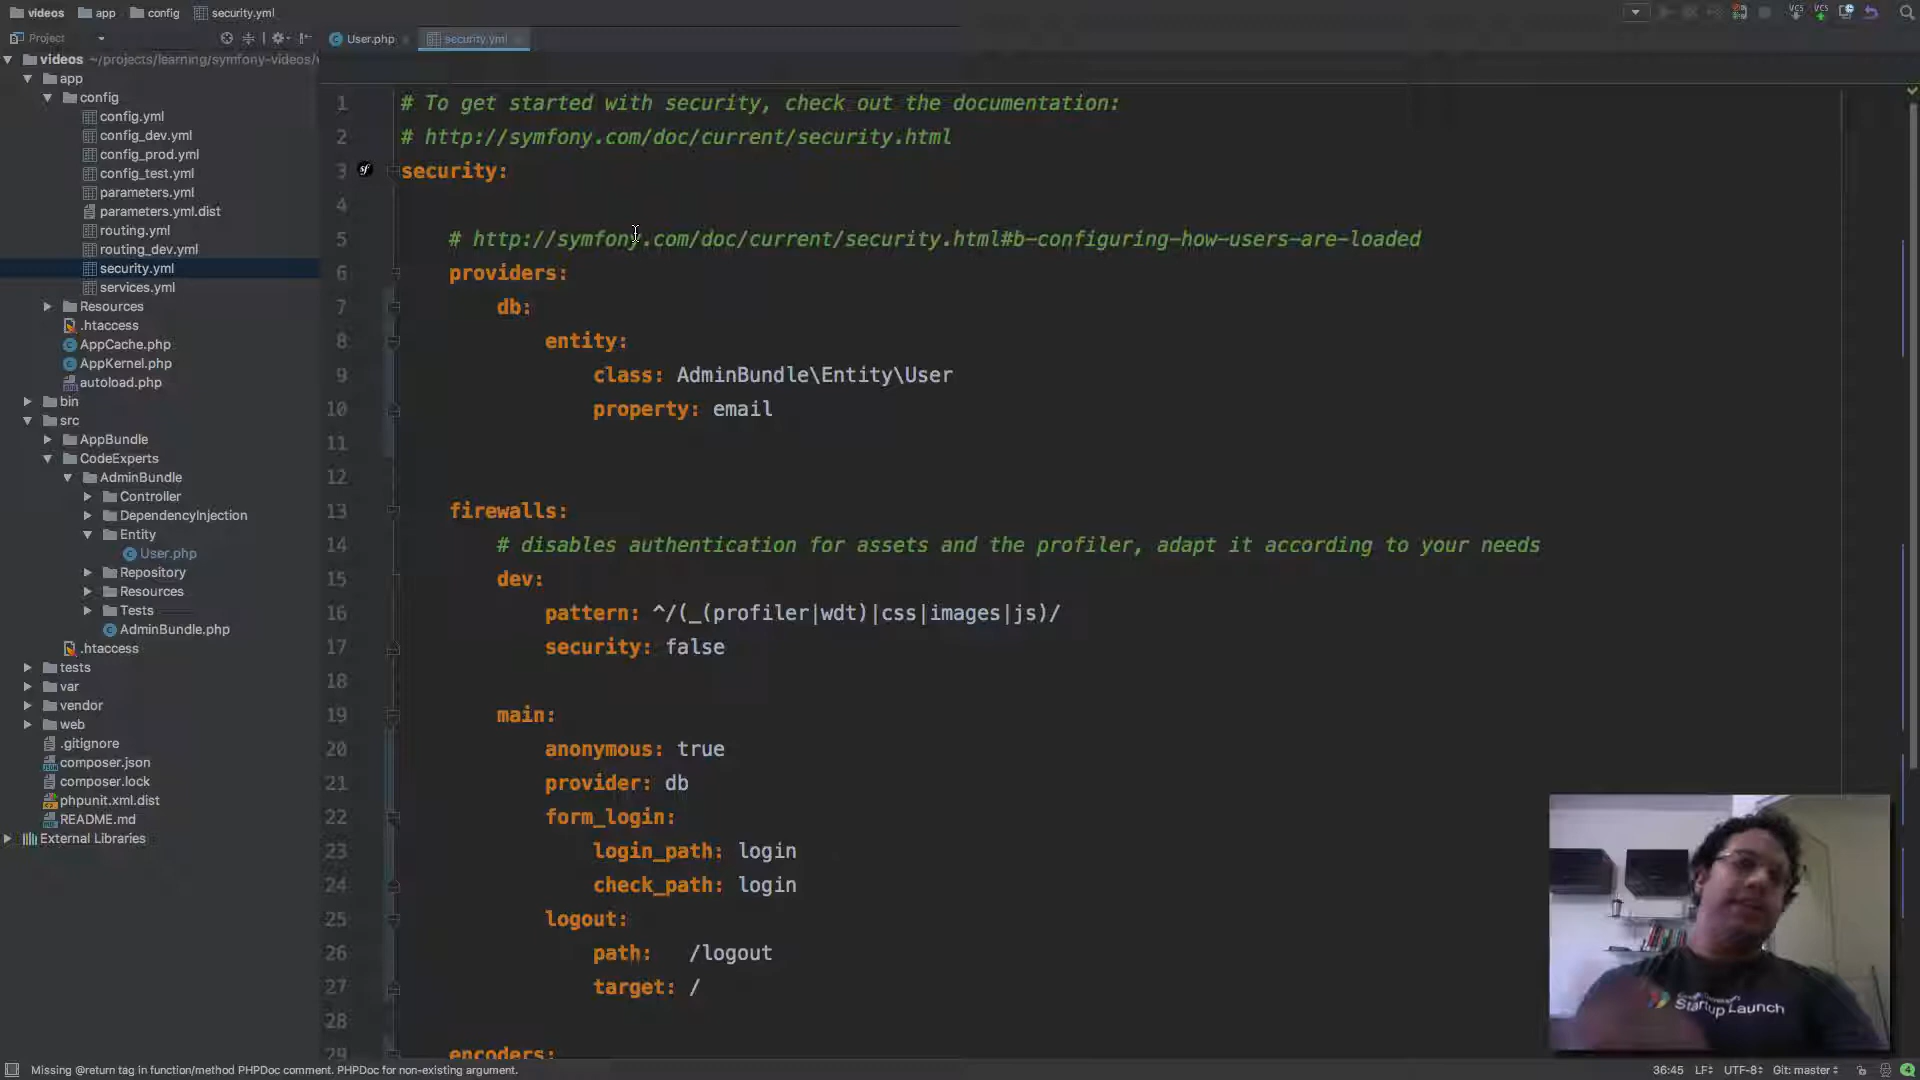 videos app config security.yml
Project
User.php security.yml
videos ~/projects/learning/symfony-videos/
app
config
config.yml
config_dev.yml
config_prod.yml
config_test.yml
parameters.yml
parameters.yml.dist
routing.yml
routing_dev.yml
security.yml
services.yml
Resources
.htaccess
AppCache.php
AppKernel.php
autoload.php
bin
src
AppBundle
CodeExperts
AdminBundle
Controller
DependencyInjection
Entity
User.php
Repository
Resources
Tests
AdminBundle.php
.htaccess
tests
var
vendor
web
.gitignore
composer.json
composer.lock
phpunit.xml.dist
README.md
External Libraries
VCS VCS
1 # To get started with security, check out the documentation:
2 # http://symfony.com/doc/current/security.html
3 security:
4
5 # http://symfony.com/doc/current/security.html#b-configuring-how-users-are-loaded
6 providers:
7 db:
8 entity:
9 class: AdminBundle\Entity\User
10 property: email
11
12
13 firewalls:
14 # disables authentication for assets and the profiler, adapt it according to your needs
15 dev:
16 pattern: ^/(_(profiler|wdt)|css|images|js)/
17 security: false
18
19 main:
20 anonymous: true
21 provider: db
22 form_login:
23 login_path: login
24 check_path: login
25 logout:
26 path: /logout
27 target: /
28
29 encoders:
Startup Launch
Missing @return tag in function/method PHPDoc comment. PHPDoc for non-existing argument.
36:45 LF UTF-8 Git: master 4